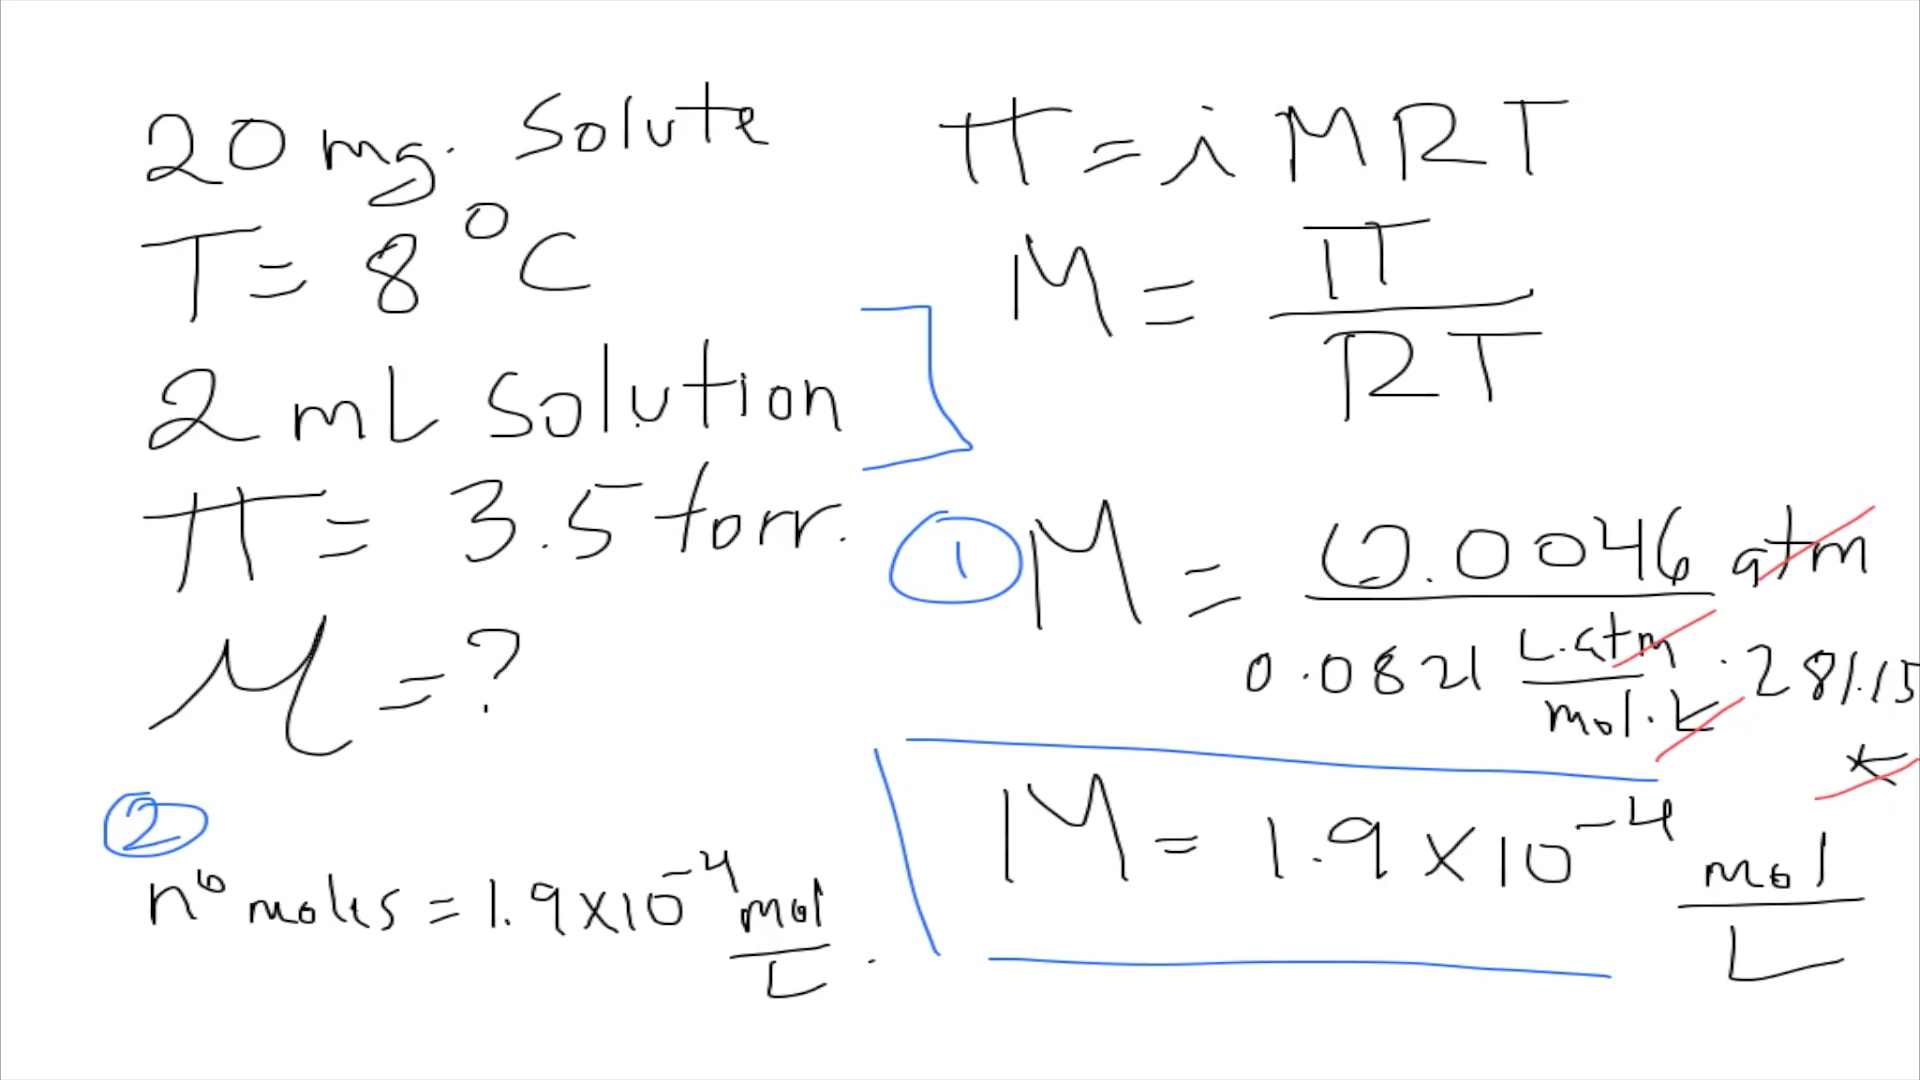 20 mg. Solute
T = 8 °C
2 mL Solution
π = 3.5 torr.
M = ?
π = i M R T
M = π / RT
① M = 0.0046 atm / 0.0821 L.atm / mol.K . 281.15 K
M = 1.9 × 10⁻⁴ mol / L
②
nº moles = 1.9 × 10⁻⁴ mol / L .